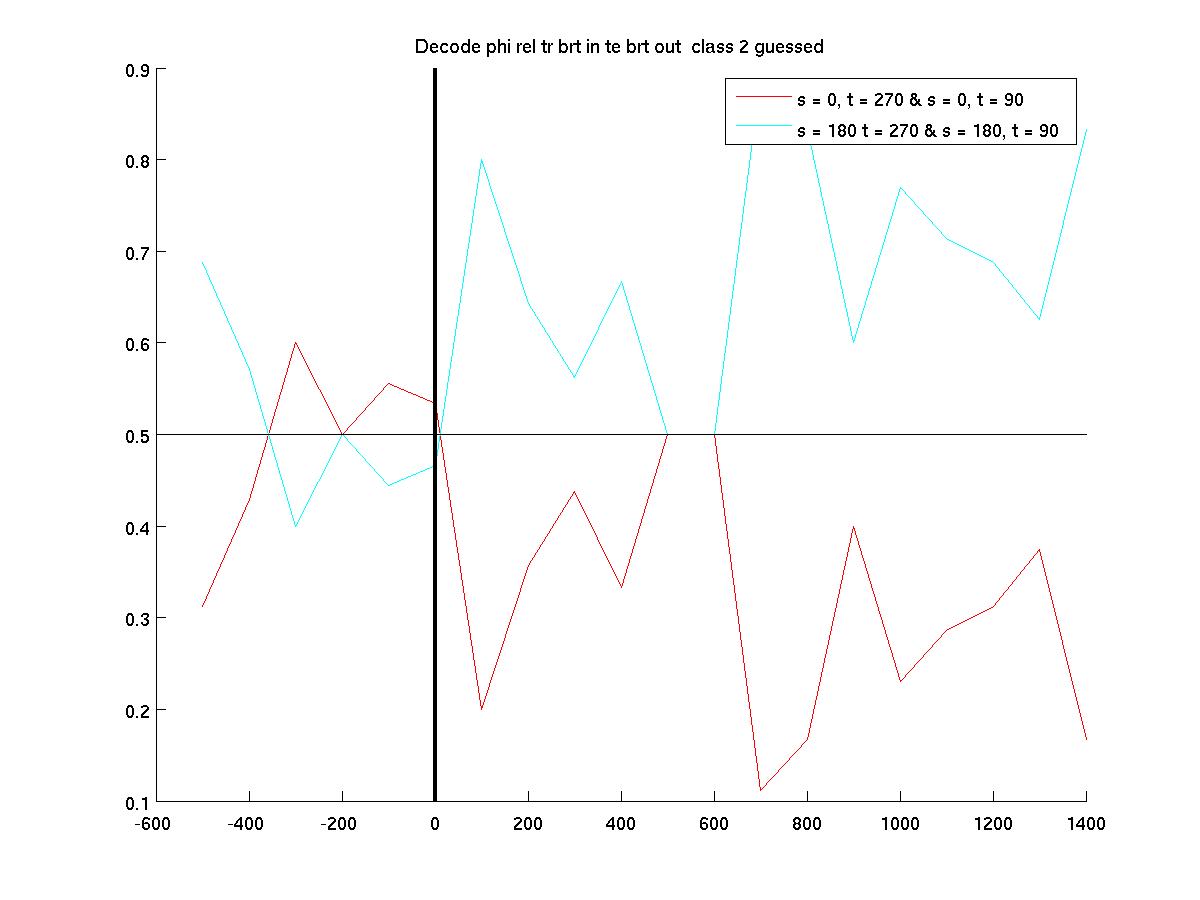 Decode phi rel tr brt in te brt out  class 2 guessed
0.9
s = 0, t = 270 & s = 0, t = 90
s = 180 t = 270 & s = 180, t = 90
0.8
0.7
0.6
0.5
0.4
0.3
0.2
0.1
-600 -400 -200 0 200 400 600 800 1000 1200 1400